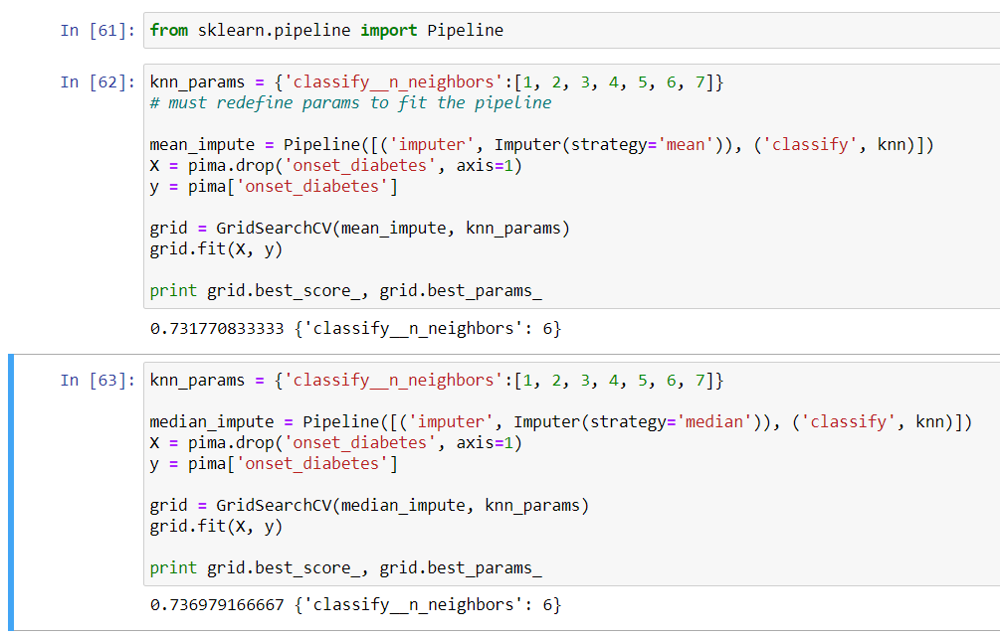 In [61]: from sklearn.pipeline import Pipeline
In [62]: knn_params = {'classify__n_neighbors':[1, 2, 3, 4, 5, 6, 7]}
# must redefine params to fit the pipeline
mean_impute = Pipeline([('imputer', Imputer(strategy='mean')), ('classify', knn)])
X = pima.drop('onset_diabetes', axis=1)
y = pima['onset_diabetes']
grid = GridSearchCV(mean_impute, knn_params)
grid.fit(X, y)
print grid.best_score_, grid.best_params_
0.731770833333 {'classify__n_neighbors': 6}
In [63]: knn_params = {'classify__n_neighbors':[1, 2, 3, 4, 5, 6, 7]}
median_impute = Pipeline([('imputer', Imputer(strategy='median')), ('classify', knn)])
X = pima.drop('onset_diabetes', axis=1)
y = pima['onset_diabetes']
grid = GridSearchCV(median_impute, knn_params)
grid.fit(X, y)
print grid.best_score_, grid.best_params_
0.736979166667 {'classify__n_neighbors': 6}